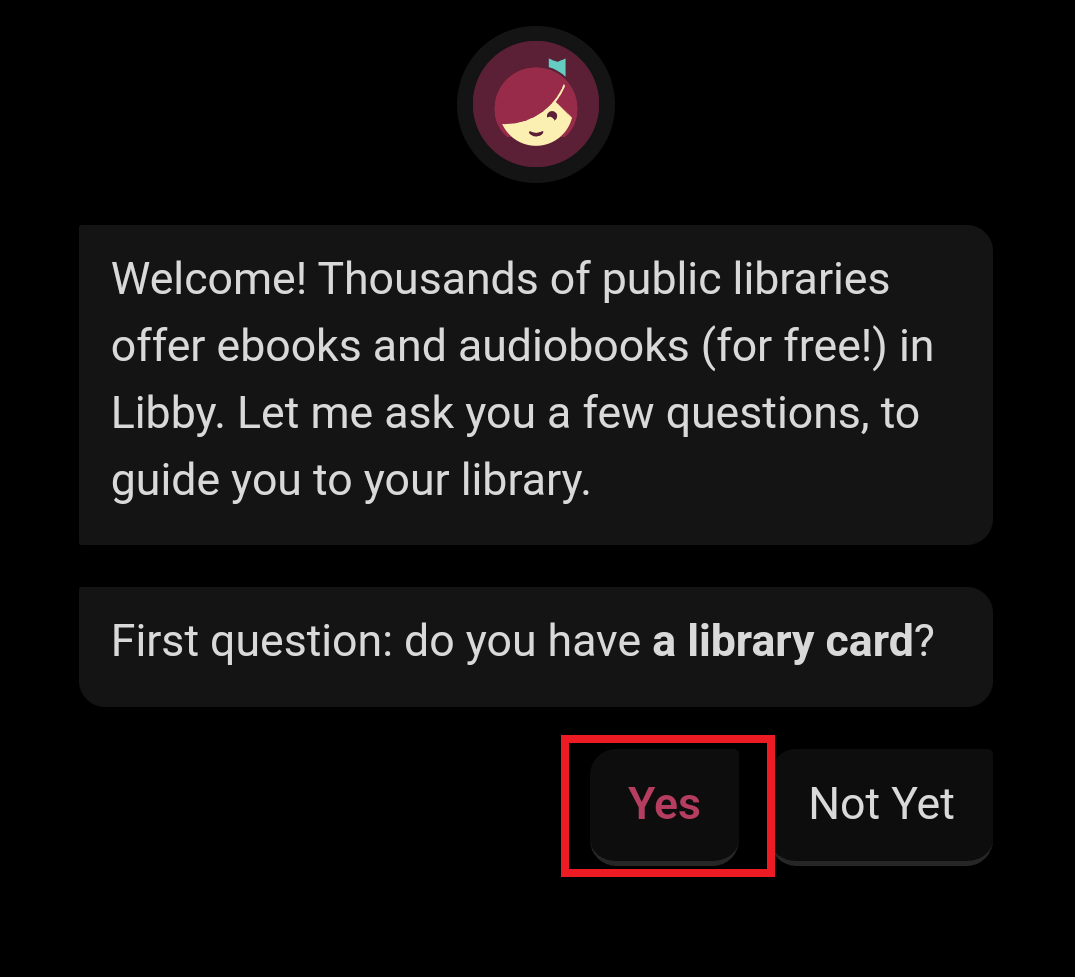 Welcome! Thousands of public libraries
offer ebooks and audiobooks (for free!) in
Libby. Let me ask you a few questions, to
guide you to your library.
First question: do you have a library card?
Yes
Not Yet